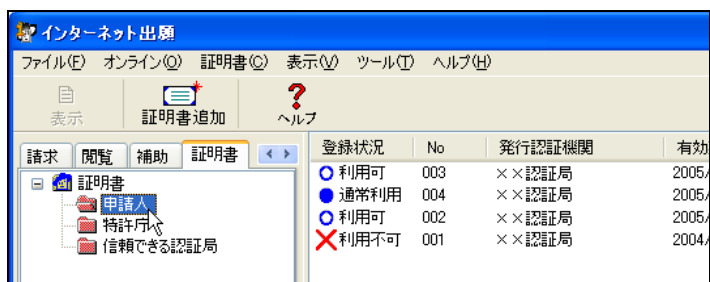 インターネット出願
ファイル(F) オンライン(O) 証明書(C) 表示(V) ツール(T) ヘルプ(H)
表示 証明書追加 ヘルプ
請求 閲覧 補助 証明書
証明書
申請人
特許庁
信頼できる認証局
登録状況 No 発行認証機関 有効
利用可 003 ××認証局 2005/
通常利用 004 ××認証局 2005/
利用可 002 ××認証局 2005/
利用不可 001 ××認証局 2004/